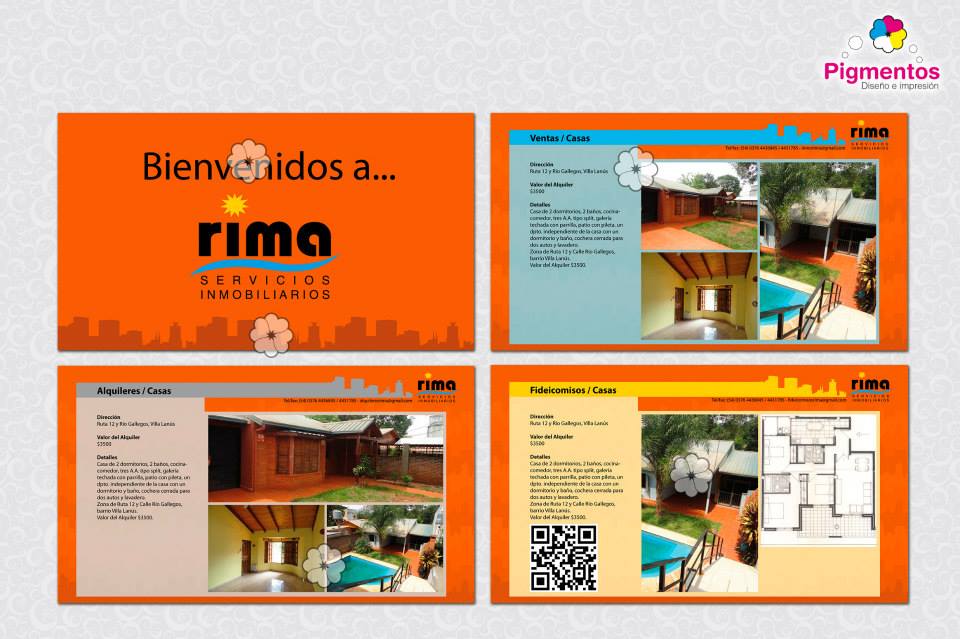 Pigmentos
Diseño e impresión
Bienvenidos a...
rima
SERVICIOS
INMOBILIARIOS
Ventas / Casas
rima
SERVICIOS
INMOBILIARIOS
Dirección
Ruta 12 y Río Gallegos, Villa Lanús
Valor del Alquiler
$3500
Detalles
Casa de 2 dormitorios, 2 baños, cocina-
comedor, tres A.A. tipo split, galería
techada con parrilla, patio con pileta, un
dpto. independiente de la casa con un
dormitorio y baño, cochera cerrada para
dos autos y lavadero.
Zona de Ruta 12 y Calle Río Gallegos,
barrio Villa Lanús.
Valor del Alquiler $3500.
Alquileres / Casas
rima
SERVICIOS
INMOBILIARIOS
Dirección
Ruta 12 y Río Gallegos, Villa Lanús
Valor del Alquiler
$3500
Detalles
Casa de 2 dormitorios, 2 baños, cocina-
comedor, tres A.A. tipo split, galería
techada con parrilla, patio con pileta, un
dpto. independiente de la casa con un
dormitorio y baño, cochera cerrada para
dos autos y lavadero.
Zona de Ruta 12 y Calle Río Gallegos,
barrio Villa Lanús.
Valor del Alquiler $3500.
Fideicomisos / Casas
rima
SERVICIOS
INMOBILIARIOS
Dirección
Ruta 12 y Río Gallegos, Villa Lanús
Valor del Alquiler
$3500
Detalles
Casa de 2 dormitorios, 2 baños, cocina-
comedor, tres A.A. tipo split, galería
techada con parrilla, patio con pileta, un
dpto. independiente de la casa con un
dormitorio y baño, cochera cerrada para
dos autos y lavadero.
Zona de Ruta 12 y Calle Río Gallegos,
barrio Villa Lanús.
Valor del Alquiler $3500.